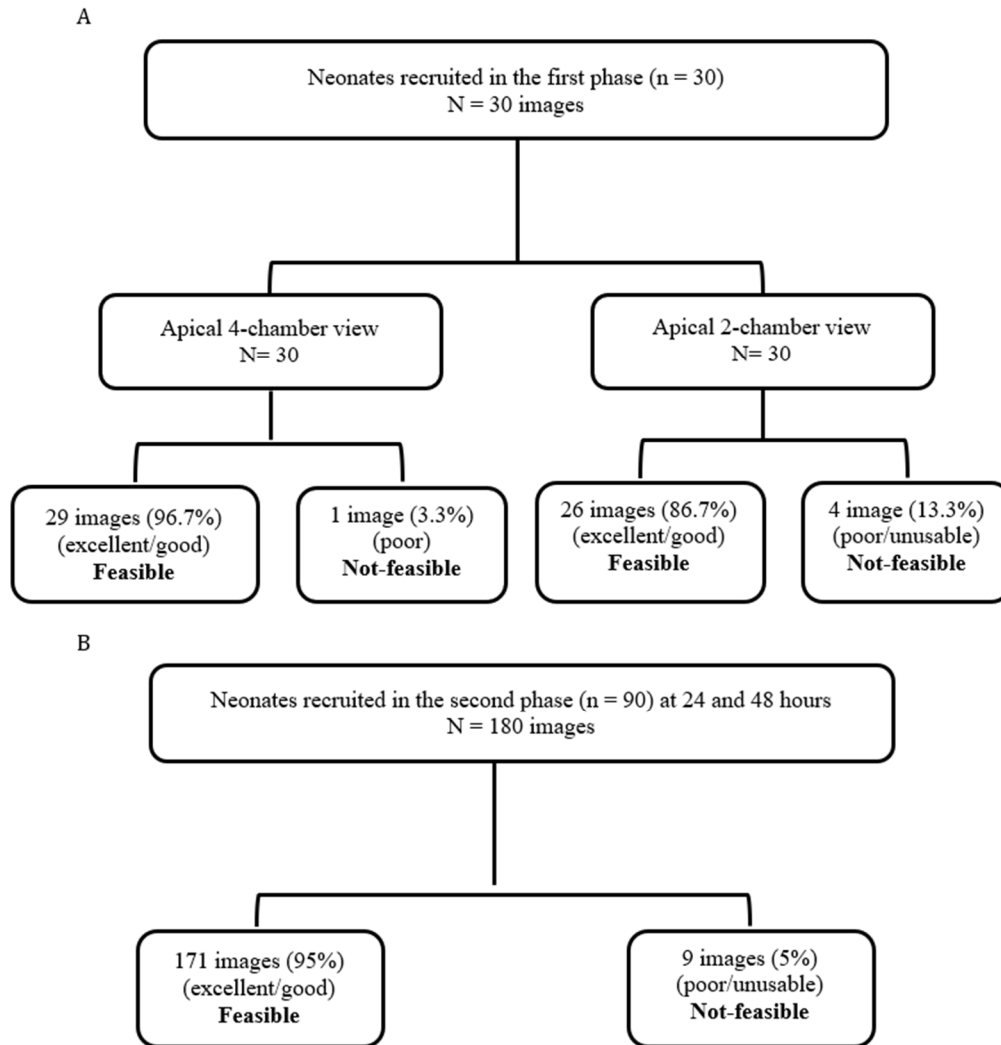 A
Neonates recruited in the first phase (n = 30)
N = 30 images
Apical 4-chamber view
N= 30
Apical 2-chamber view
N= 30
29 images (96.7%)
(excellent/good)
Feasible
1 image (3.3%)
(poor)
Not-feasible
26 images (86.7%)
(excellent/good)
Feasible
4 image (13.3%)
(poor/unusable)
Not-feasible
B
Neonates recruited in the second phase (n = 90) at 24 and 48 hours
N = 180 images
171 images (95%)
(excellent/good)
Feasible
9 images (5%)
(poor/unusable)
Not-feasible